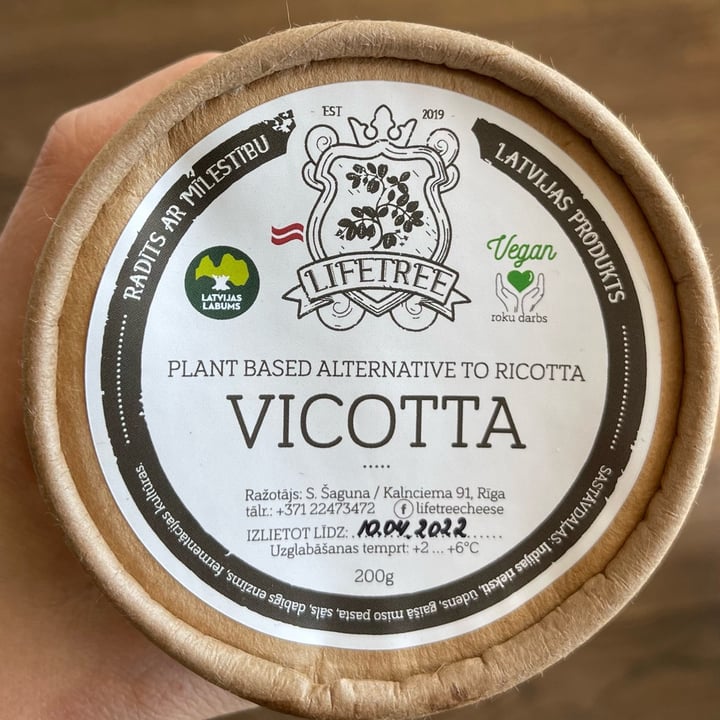 EST 2019
RADĪTS AR MĪLESTĪBU
LATVIJAS PRODUKTS
LIFETREE
LATVIJAS
LABUMS
Vegan
roku darbs
PLANT BASED ALTERNATIVE TO RICOTTA
VICOTTA
Ražotājs: S. Šaguna / Kalnciema 91, Rīga
tālr.: +371 22473472 f lifetreecheese
IZLIETOT LĪDZ: 10.04.2022
Uzglabāšanas temprt: +2 ... +6°C
200g
SASTĀVDAĻAS: Indijas rieksti, ūdens, gaišā miso pasta, sāls, dabīgs enzīms, fermentācijas kultūras.